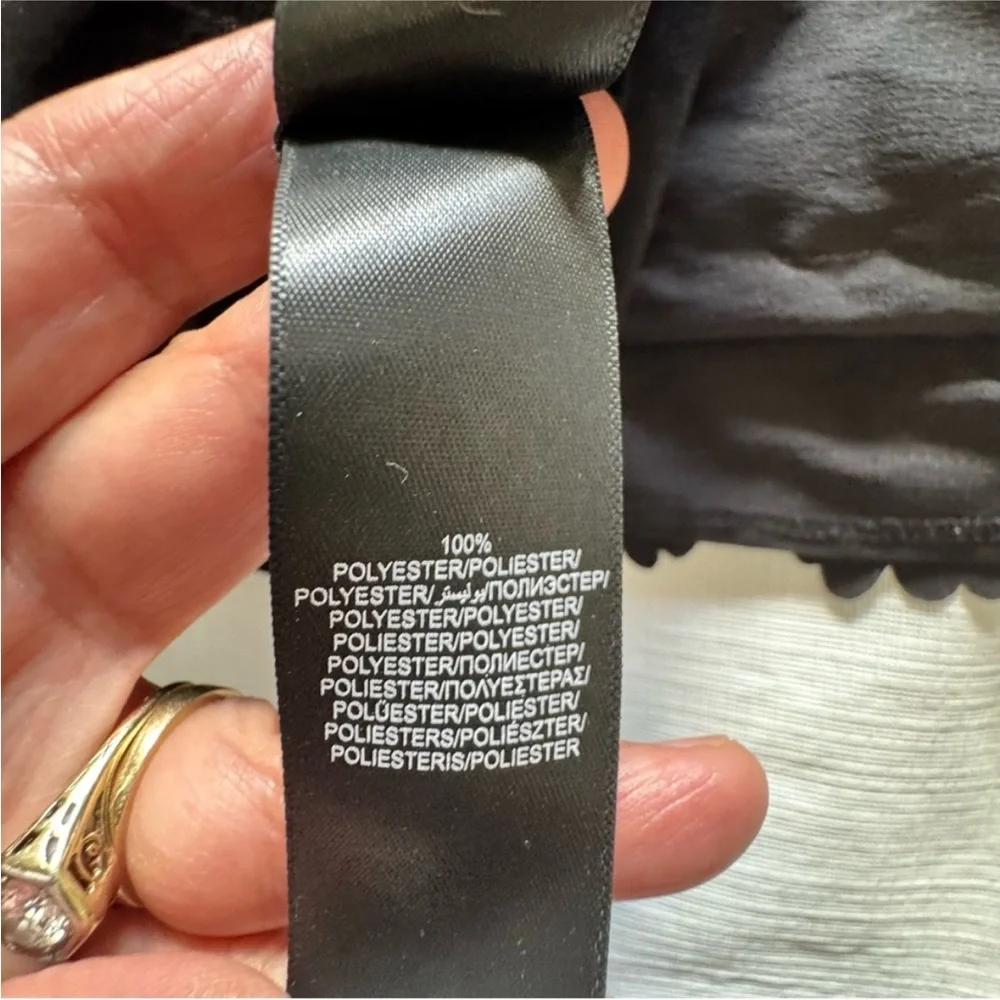 100%
POLYESTER/POLIESTER/
POLYESTER/بوليستر/ПОЛИЭСТЕР/
POLYESTER/POLYESTER/
POLIESTER/POLYESTER/
POLYESTER/ПОЛИЕСТЕР/
POLIESTER/ΠΟΛΥΕΣΤΕΡΑΣ/
POLÜESTER/POLIESTER/
POLIESTERS/POLIÉSZTER/
POLIESTERIS/POLIESTER